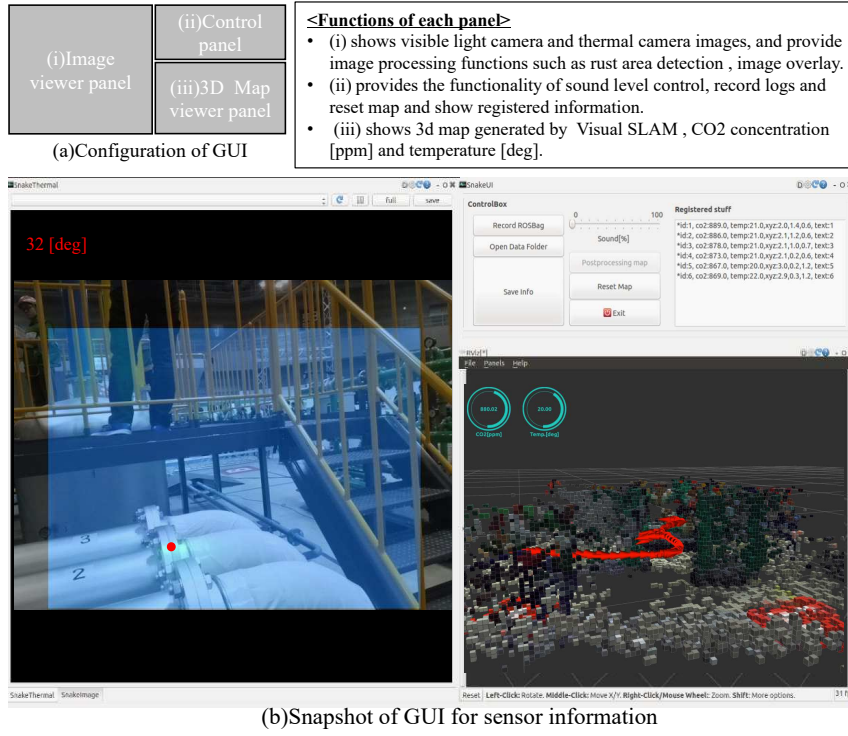 (i)Image
viewer panel
(ii)Control
panel
(iii)3D Map
viewer panel
(a)Configuration of GUI
<Functions of each panel>
• (i) shows visible light camera and thermal camera images, and provide
image processing functions such as rust area detection , image overlay.
• (ii) provides the functionality of sound level control, record logs and
reset map and show registered information.
• (iii) shows 3d map generated by Visual SLAM , CO2 concentration
[ppm] and temperature [deg].
SnakeThermal
full
save
32 [deg]
3
2
SnakeThermal
SnakeImage
SnakeUI
ControlBox
Record ROSBag
Open Data Folder
Save Info
0
100
Sound[%]
Postprocessing map
Reset Map
Exit
Registered stuff
*id:1, co2:889.0, temp:21.0,xyz:2.0,1.4,0.6, text:1
*id:2, co2:886.0, temp:21.0,xyz:2.1,1.2,0.6, text:2
*id:3, co2:878.0, temp:21.0,xyz:2.1,1.0,0.7, text:3
*id:4, co2:873.0, temp:21.0,xyz:2.1,0.2,0.6, text:4
*id:5, co2:867.0, temp:20.0,xyz:3.0,0.2,1.2, text:5
*id:6, co2:869.0, temp:22.0,xyz:2.9,0.3,1.2, text:6
RViz[*]
File Panels Help
880.02
CO2[ppm]
20.00
Temp.[deg]
Reset Left-Click: Rotate. Middle-Click: Move X/Y. Right-Click/Mouse Wheel: Zoom. Shift: More options.
(b)Snapshot of GUI for sensor information